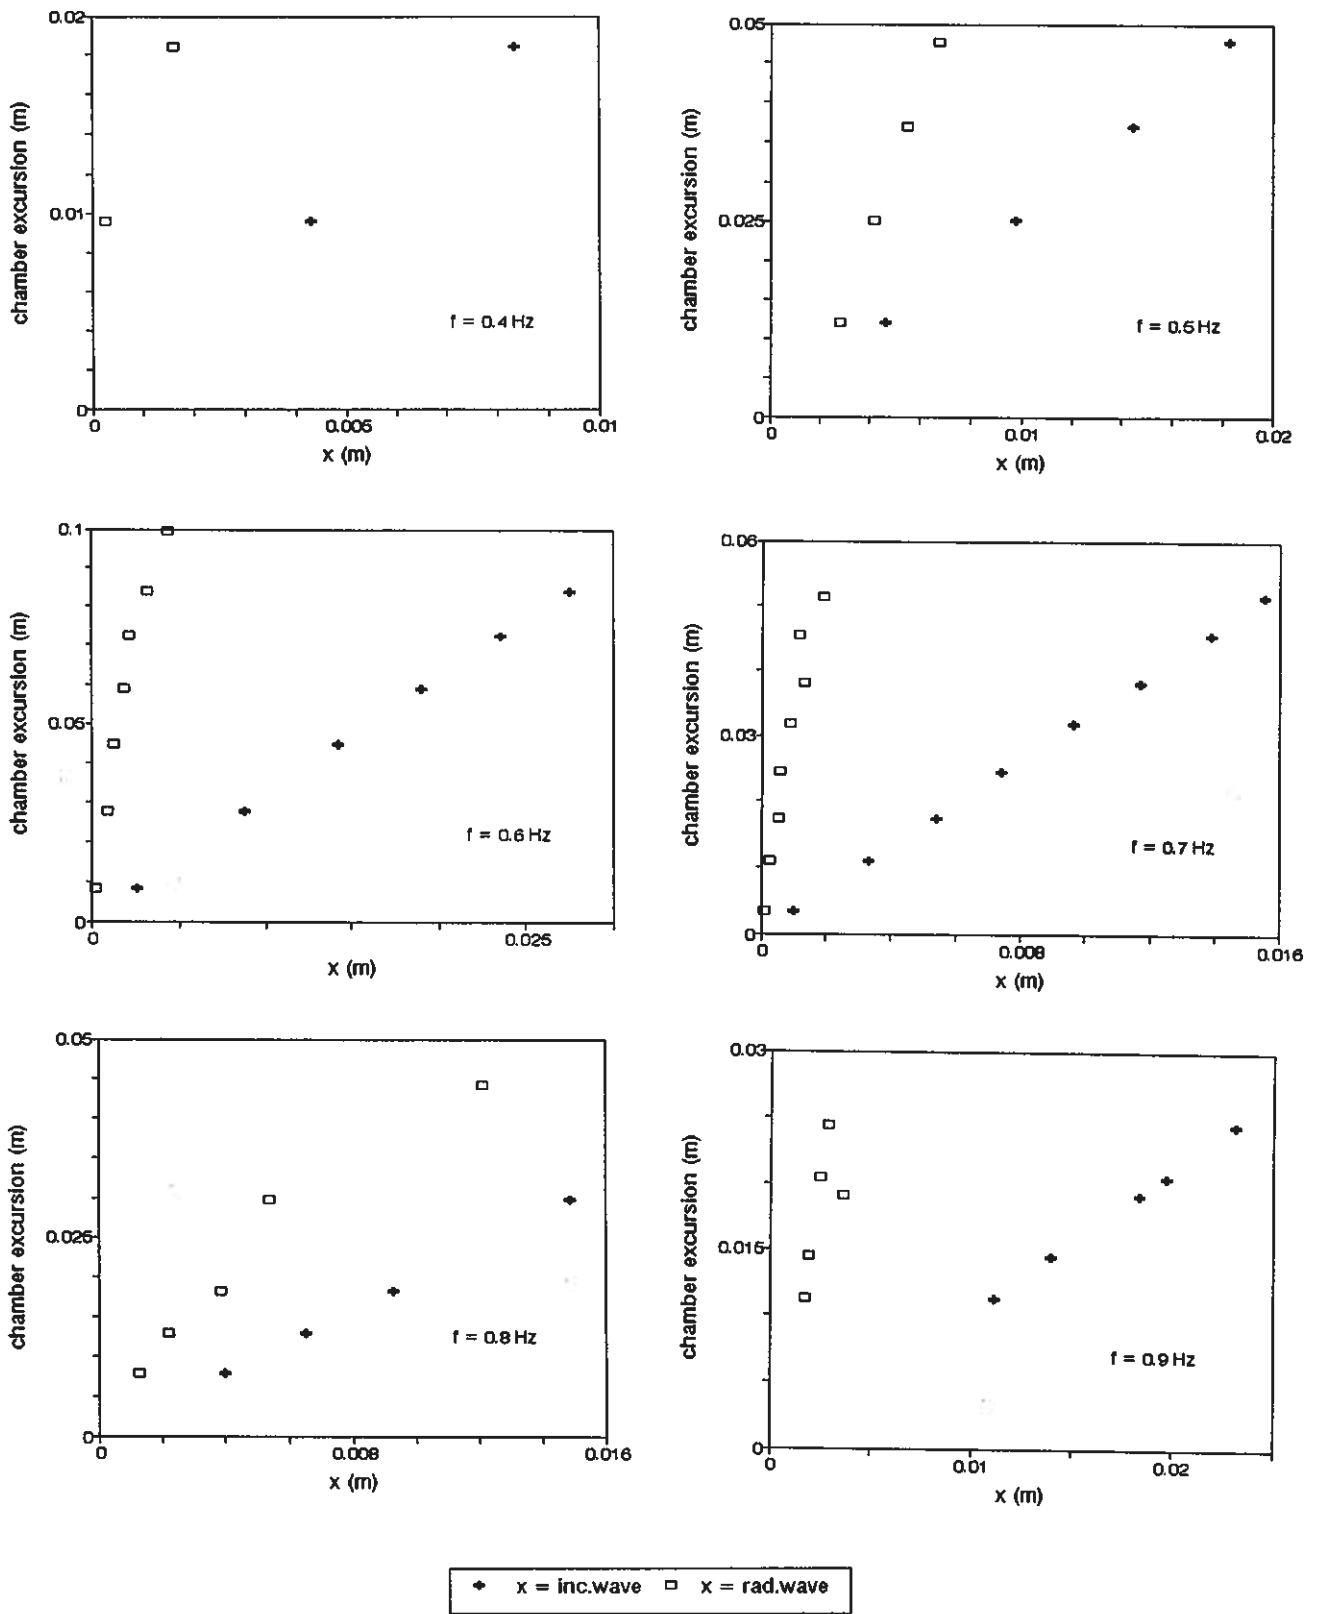 0.02
chamber excursion (m)
0.01
0
f = 0.4 Hz
0
0.005
0.01
x (m)
0.05
chamber excursion (m)
0.025
0
f = 0.5 Hz
0
0.01
0.02
x (m)
0.1
chamber excursion (m)
0.05
0
f = 0.6 Hz
0
0.025
x (m)
0.06
chamber excursion (m)
0.03
0
f = 0.7 Hz
0
0.008
0.016
x (m)
0.05
chamber excursion (m)
0.025
0
f = 0.8 Hz
0
0.008
0.016
x (m)
0.03
chamber excursion (m)
0.015
0
f = 0.9 Hz
0
0.01
0.02
x (m)
x = inc.wave x = rad.wave